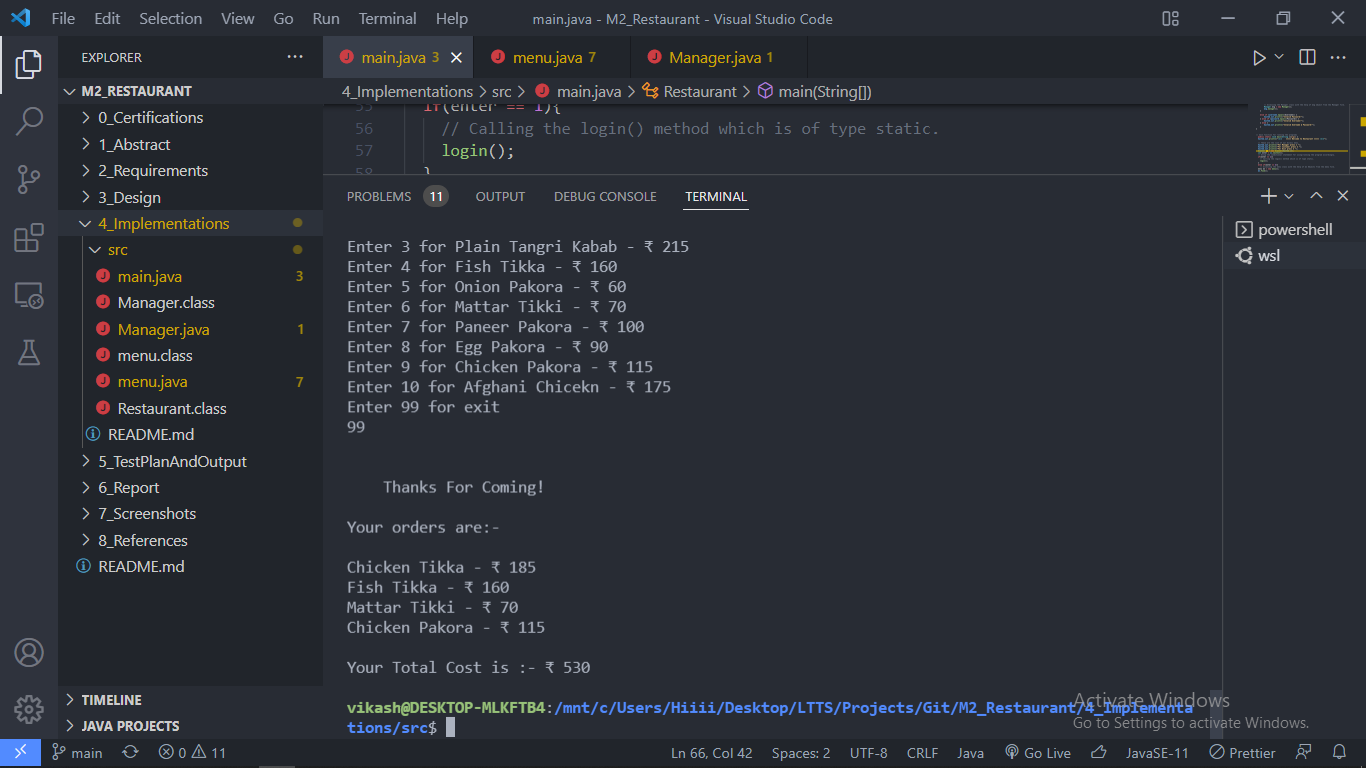 File Edit Selection View Go Run Terminal Help
main.java - M2_Restaurant - Visual Studio Code
EXPLORER
M2_RESTAURANT
0_Certifications
1_Abstract
2_Requirements
3_Design
4_Implementations
src
main.java 3
Manager.class
Manager.java 1
menu.class
menu.java 7
Restaurant.class
README.md
5_TestPlanAndOutput
6_Report
7_Screenshots
8_References
README.md
TIMELINE
JAVA PROJECTS
main.java 3 menu.java 7 Manager.java 1
4_Implementations > src > main.java > Restaurant > main(String[])
55 if(enter == 1){
56 // Calling the login() method which is of type static.
57 login();
58 }
PROBLEMS 11 OUTPUT DEBUG CONSOLE TERMINAL
Enter 3 for Plain Tangri Kabab - ₹ 215
Enter 4 for Fish Tikka - ₹ 160
Enter 5 for Onion Pakora - ₹ 60
Enter 6 for Mattar Tikki - ₹ 70
Enter 7 for Paneer Pakora - ₹ 100
Enter 8 for Egg Pakora - ₹ 90
Enter 9 for Chicken Pakora - ₹ 115
Enter 10 for Afghani Chicekn - ₹ 175
Enter 99 for exit
99
Thanks For Coming!
Your orders are:-
Chicken Tikka - ₹ 185
Fish Tikka - ₹ 160
Mattar Tikki - ₹ 70
Chicken Pakora - ₹ 115
Your Total Cost is :- ₹ 530
vikash@DESKTOP-MLKFTB4:/mnt/c/Users/Hiiii/Desktop/LTTS/Projects/Git/M2_Restaurant/4_Implementa
tions/src$
powershell
wsl
Activate Windows
Go to Settings to activate Windows.
main 0 11 Ln 66, Col 42 Spaces: 2 UTF-8 CRLF Java Go Live JavaSE-11 Prettier